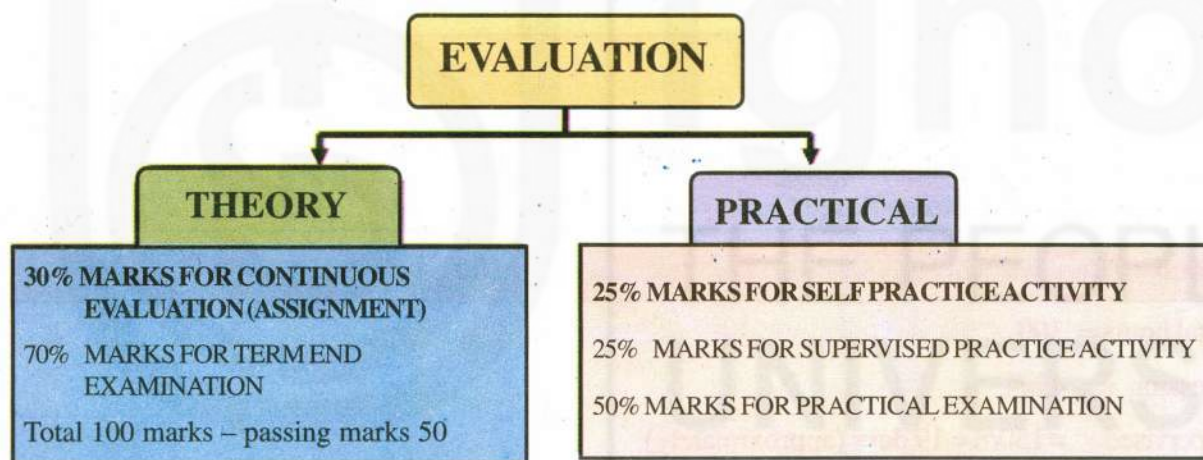 EVALUATION
THEORY
30% MARKS FOR CONTINUOUS
EVALUATION (ASSIGNMENT)
70% MARKS FOR TERM END
EXAMINATION
Total 100 marks – passing marks 50
PRACTICAL
25% MARKS FOR SELF PRACTICE ACTIVITY
25% MARKS FOR SUPERVISED PRACTICE ACTIVITY
50% MARKS FOR PRACTICAL EXAMINATION